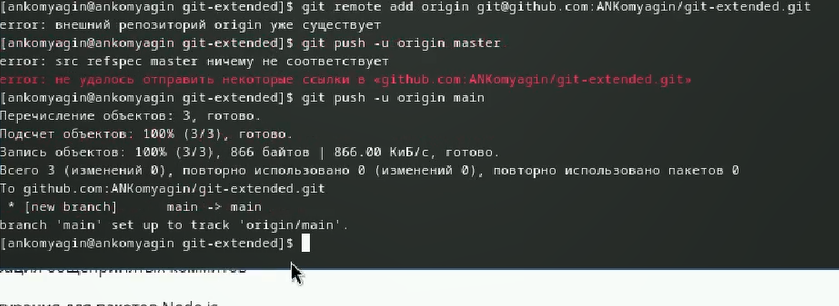 [ankomyagin@ankomyagin git-extended]$ git remote add origin git@github.com:ANKomyagin/git-extended.git
error: внешний репозиторий origin уже существует
[ankomyagin@ankomyagin git-extended]$ git push -u origin master
error: src refspec master ничему не соответствует
error: не удалось отправить некоторые ссылки в «github.com:ANKomyagin/git-extended.git»
[ankomyagin@ankomyagin git-extended]$ git push -u origin main
Перечисление объектов: 3, готово.
Подсчет объектов: 100% (3/3), готово.
Запись объектов: 100% (3/3), 866 байтов | 866.00 КиБ/с, готово.
Всего 3 (изменений 0), повторно использовано 0 (изменений 0), повторно использовано пакетов 0
To github.com:ANKomyagin/git-extended.git
 * [new branch]      main -> main
branch 'main' set up to track 'origin/main'.
[ankomyagin@ankomyagin git-extended]$
для пакетов Node.js